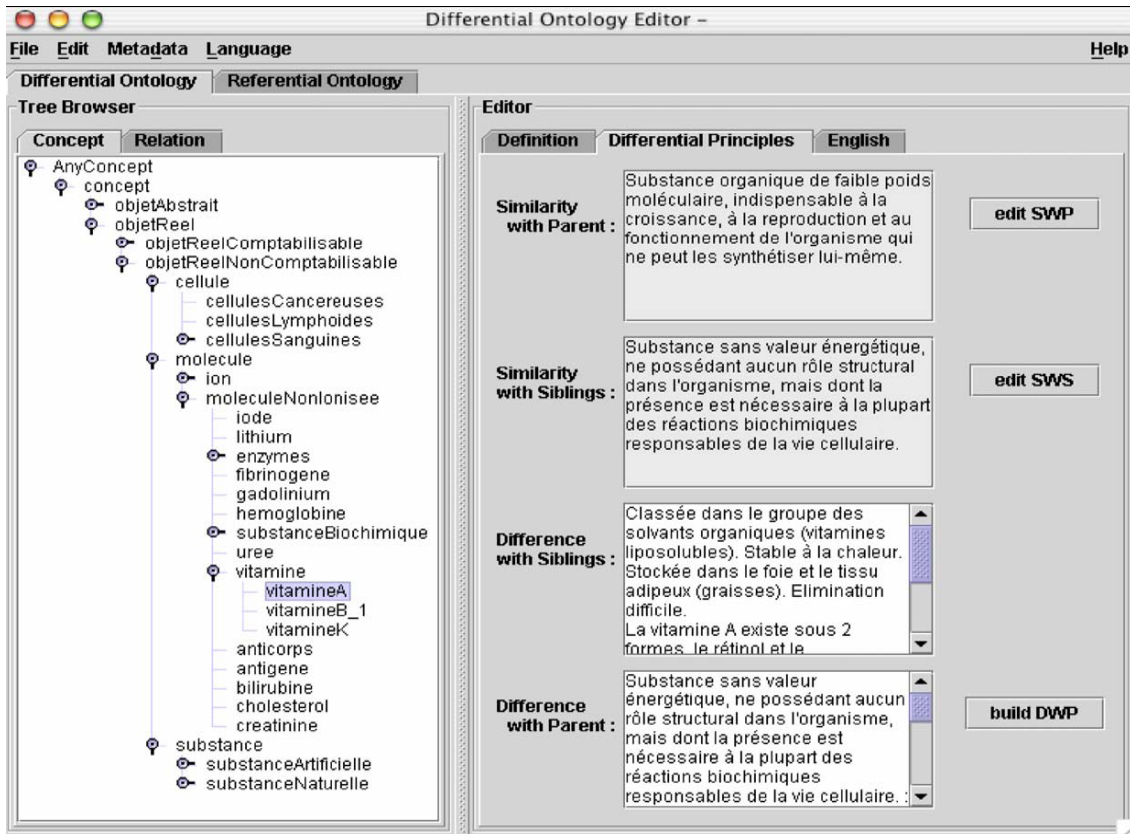 Differential Ontology Editor –
File Edit Metadata Language Help
Differential Ontology Referential Ontology
Tree Browser
Concept Relation
AnyConcept
concept
objetAbstrait
objetReel
objetReelComptabilisable
objetReelNonComptabilisable
cellule
cellulesCancereuses
cellulesLymphoides
cellulesSanguines
molecule
ion
moleculeNonIonisee
iode
lithium
enzymes
fibrinogene
gadolinium
hemoglobine
substanceBiochimique
uree
vitamine
vitamineA
vitamineB_1
vitamineK
anticorps
antigene
bilirubine
cholesterol
creatinine
substance
substanceArtificielle
substanceNaturelle
Editor
Definition Differential Principles English
Similarity
with Parent :
Substance organique de faible poids
moléculaire, indispensable à la
croissance, à la reproduction et au
fonctionnement de l'organisme qui
ne peut les synthétiser lui-même.
edit SWP
Similarity
with Siblings :
Substance sans valeur énergétique,
ne possédant aucun rôle structural
dans l'organisme, mais dont la
présence est nécessaire à la plupart
des réactions biochimiques
responsables de la vie cellulaire.
edit SWS
Difference
with Siblings :
Classée dans le groupe des
solvants organiques (vitamines
liposolubles). Stable à la chaleur.
Stockée dans le foie et le tissu
adipeux (graisses). Elimination
difficile.
La vitamine A existe sous 2
formes, le rétinol et le
Difference
with Parent :
Substance sans valeur
énergétique, ne possédant aucun
rôle structural dans l'organisme,
mais dont la présence est
nécessaire à la plupart des
réactions biochimiques
responsables de la vie cellulaire. :
build DWP